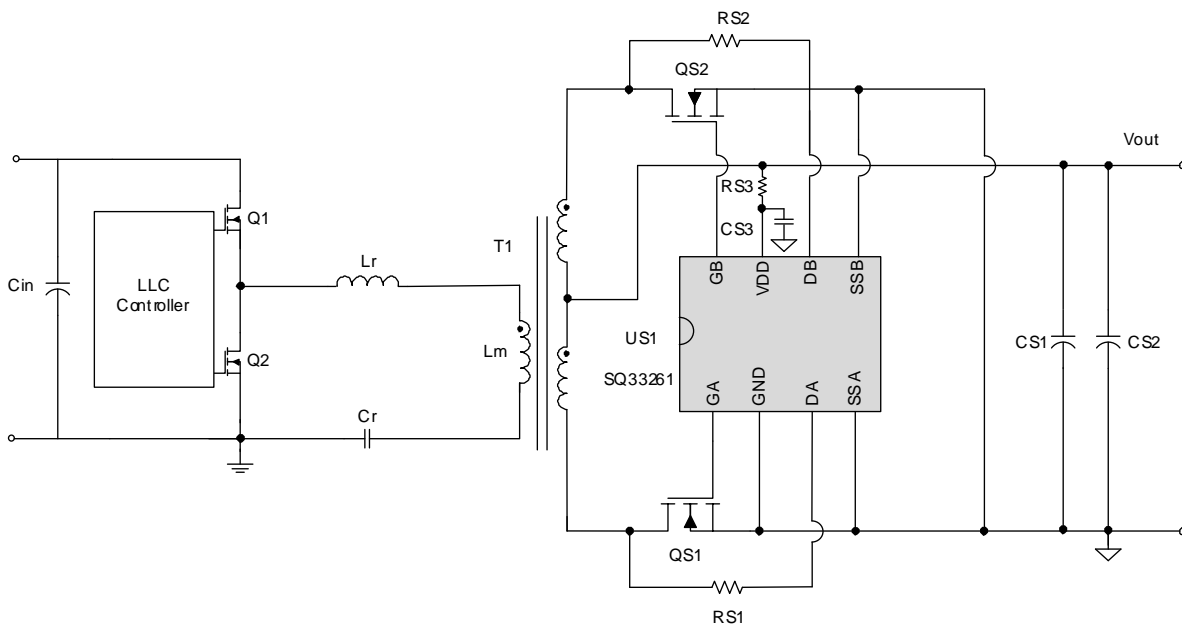 RS2
QS2
Vout
RS3
Q1
CS3
T1
Lr
GB
VDD
DB
SSB
Cin
LLC
Controller
US1
Lm
CS1
CS2
Q2
SQ33261
GA
GND
DA
SSA
Cr
QS1
RS1